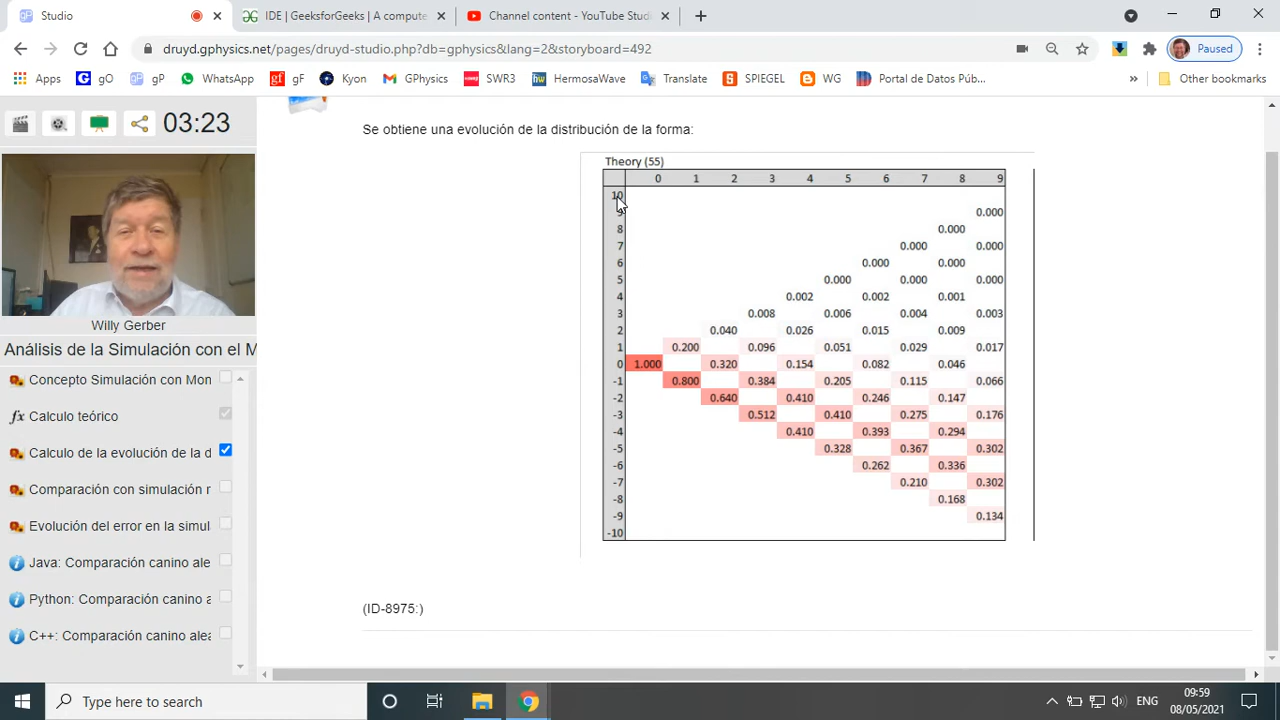 Studio
IDE | GeeksforGeeks | A compute
Channel content - YouTube Studi
druyd.gphysics.net/pages/druyd-studio.php?db=gphysics&lang=2&storyboard=492
Paused
Apps
gO
gP
WhatsApp
gF
Kyon
GPhysics
SWR3
HermosaWave
Translate
SPIEGEL
WG
Portal de Datos Púb...
Other bookmarks
03:23
Willy Gerber
Análisis de la Simulación con el M
Concepto Simulación con Mon
fx Calculo teórico
Calculo de la evolución de la d
Comparación con simulación r
Evolución del error en la simul
Java: Comparación canino ale
Python: Comparación canino a
C++: Comparación canino alea
Se obtiene una evolución de la distribución de la forma:
Theory (55)
0 1 2 3 4 5 6 7 8 9
10
9 0.000
8 0.000
7 0.000 0.000
6 0.000 0.000
5 0.000 0.000 0.000
4 0.002 0.002 0.001
3 0.008 0.006 0.004 0.003
2 0.040 0.026 0.015 0.009
1 0.200 0.096 0.051 0.029 0.017
0 1.000 0.320 0.154 0.082 0.046
-1 0.800 0.384 0.205 0.115 0.066
-2 0.640 0.410 0.246 0.147
-3 0.512 0.410 0.275 0.176
-4 0.410 0.393 0.294
-5 0.328 0.367 0.302
-6 0.262 0.336
-7 0.210 0.302
-8 0.168
-9 0.134
-10
(ID-8975:)
Type here to search
ENG
09:59
08/05/2021